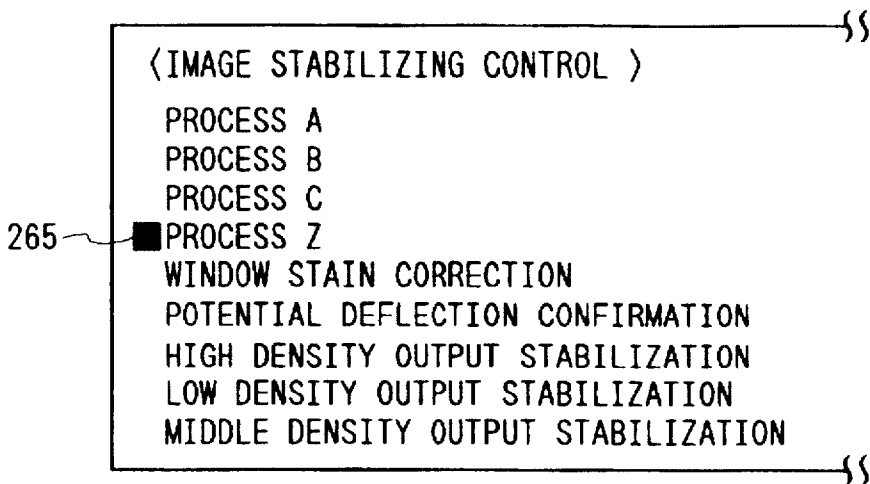 〈IMAGE STABILIZING CONTROL 〉
PROCESS A
PROCESS B
PROCESS C
265 ■PROCESS Z
WINDOW STAIN CORRECTION
POTENTIAL DEFLECTION CONFIRMATION
HIGH DENSITY OUTPUT STABILIZATION
LOW DENSITY OUTPUT STABILIZATION
MIDDLE DENSITY OUTPUT STABILIZATION